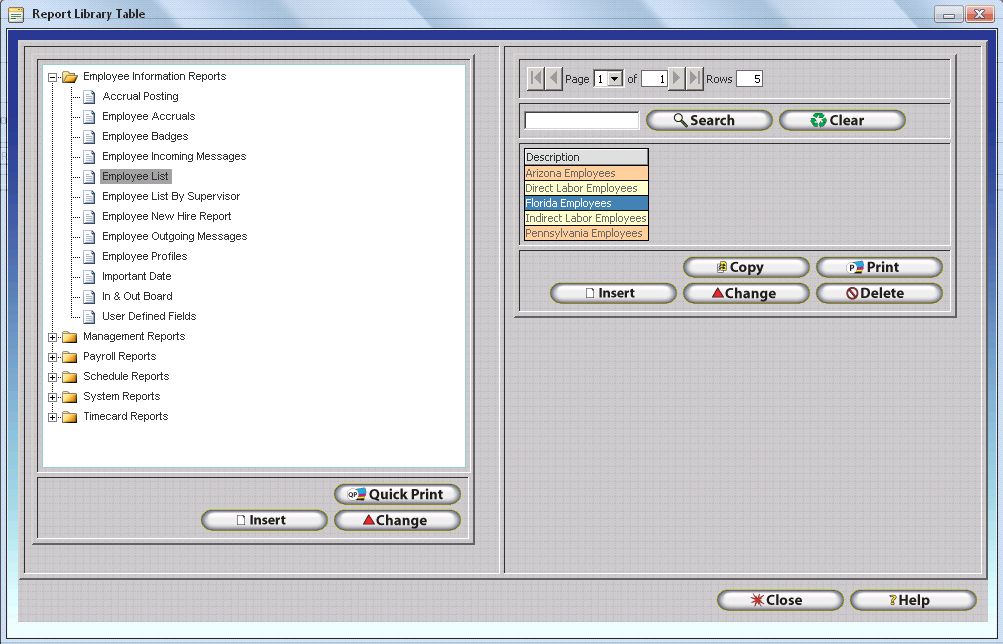 Report Library Table
Employee Information Reports
Accrual Posting
Employee Accruals
Employee Badges
Employee Incoming Messages
Employee List
Employee List By Supervisor
Employee New Hire Report
Employee Outgoing Messages
Employee Profiles
Important Date
In & Out Board
User Defined Fields
Management Reports
Payroll Reports
Schedule Reports
System Reports
Timecard Reports
QP Quick Print
Insert
Change
Page 1 of 1 Rows 5
Search
Clear
Description
Arizona Employees
Direct Labor Employees
Florida Employees
Indirect Labor Employees
Pennsylvania Employees
Copy
P Print
Insert
Change
Delete
Close
? Help